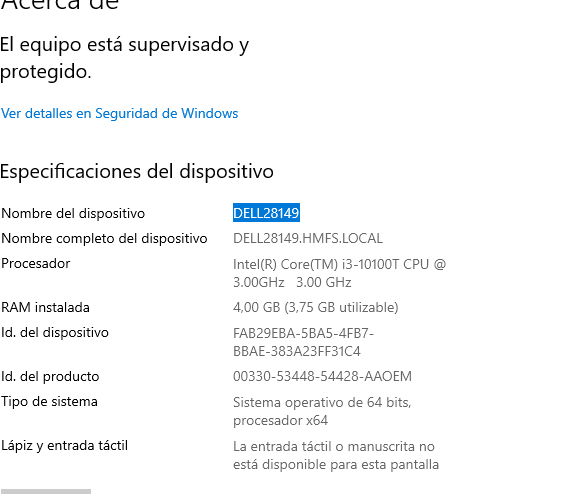 Acerca de
El equipo está supervisado y
protegido.
Ver detalles en Seguridad de Windows
Especificaciones del dispositivo
Nombre del dispositivo DELL28149
Nombre completo del dispositivo DELL28149.HMFS.LOCAL
Procesador Intel(R) Core(TM) i3-10100T CPU @
3.00GHz 3.00 GHz
RAM instalada 4,00 GB (3,75 GB utilizable)
Id. del dispositivo FAB29EBA-5BA5-4FB7-
BBAE-383A23FF31C4
Id. del producto 00330-53448-54428-AAOEM
Tipo de sistema Sistema operativo de 64 bits,
procesador x64
Lápiz y entrada táctil La entrada táctil o manuscrita no
está disponible para esta pantalla